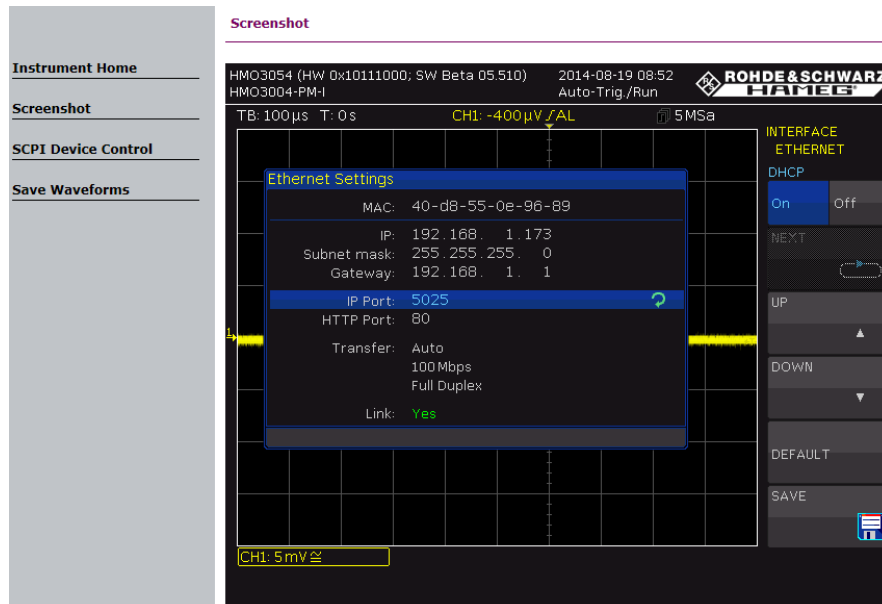 Screenshot
Instrument Home
Screenshot
SCPI Device Control
Save Waveforms
HMO3054 (HW 0x10111000; SW Beta 05.510) 2014-08-19 08:52
HMO3004-PM-I Auto-Trig./Run
ROHDE&SCHWARZ
HAMEG
TB: 100µs T: 0s CH1: -400µV AL 5MSa
INTERFACE
ETHERNET
DHCP
On Off
NEXT
UP
DOWN
DEFAULT
SAVE
Ethernet Settings
MAC: 40-d8-55-0e-96-89
IP: 192.168. 1.173
Subnet mask: 255.255.255. 0
Gateway: 192.168. 1. 1
IP Port: 5025
HTTP Port: 80
Transfer: Auto
100Mbps
Full Duplex
Link: Yes
1
CH1: 5mV≅